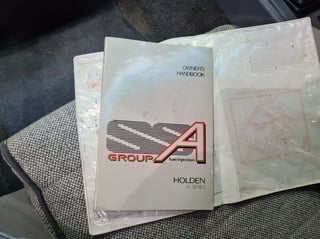 OWNERS
HANDBOOK
SS
GROUP A
fuel injection
HOLDEN
VL SERIES